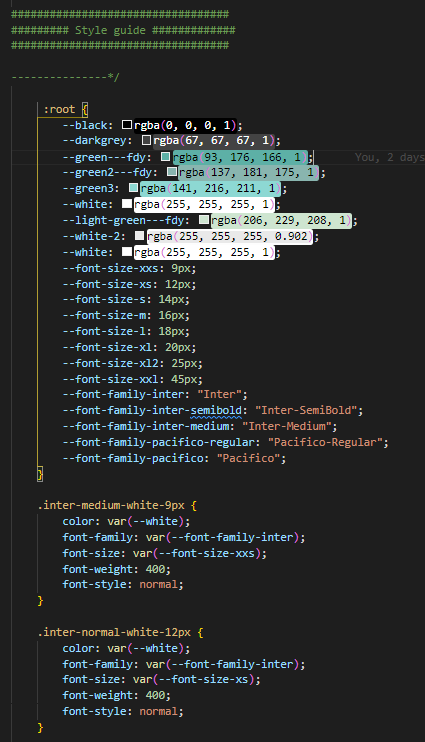 ##################################
######### Style guide #############
##################################
---------------*/
:root {
--black: rgba(0, 0, 0, 1);
--darkgrey: rgba(67, 67, 67, 1);
--green---fdy: rgba(93, 176, 166, 1); You, 2 days
--green2---fdy: rgba(137, 181, 175, 1);
--green3: rgba(141, 216, 211, 1);
--white: rgba(255, 255, 255, 1);
--light-green---fdy: rgba(206, 229, 208, 1);
--white-2: rgba(255, 255, 255, 0.902);
--white: rgba(255, 255, 255, 1);
--font-size-xxs: 9px;
--font-size-xs: 12px;
--font-size-s: 14px;
--font-size-m: 16px;
--font-size-l: 18px;
--font-size-xl: 20px;
--font-size-xl2: 25px;
--font-size-xxl: 45px;
--font-family-inter: "Inter";
--font-family-inter-semibold: "Inter-SemiBold";
--font-family-inter-medium: "Inter-Medium";
--font-family-pacifico-regular: "Pacifico-Regular";
--font-family-pacifico: "Pacifico";
}
.inter-medium-white-9px {
color: var(--white);
font-family: var(--font-family-inter);
font-size: var(--font-size-xxs);
font-weight: 400;
font-style: normal;
}
.inter-normal-white-12px {
color: var(--white);
font-family: var(--font-family-inter);
font-size: var(--font-size-xs);
font-weight: 400;
font-style: normal;
}